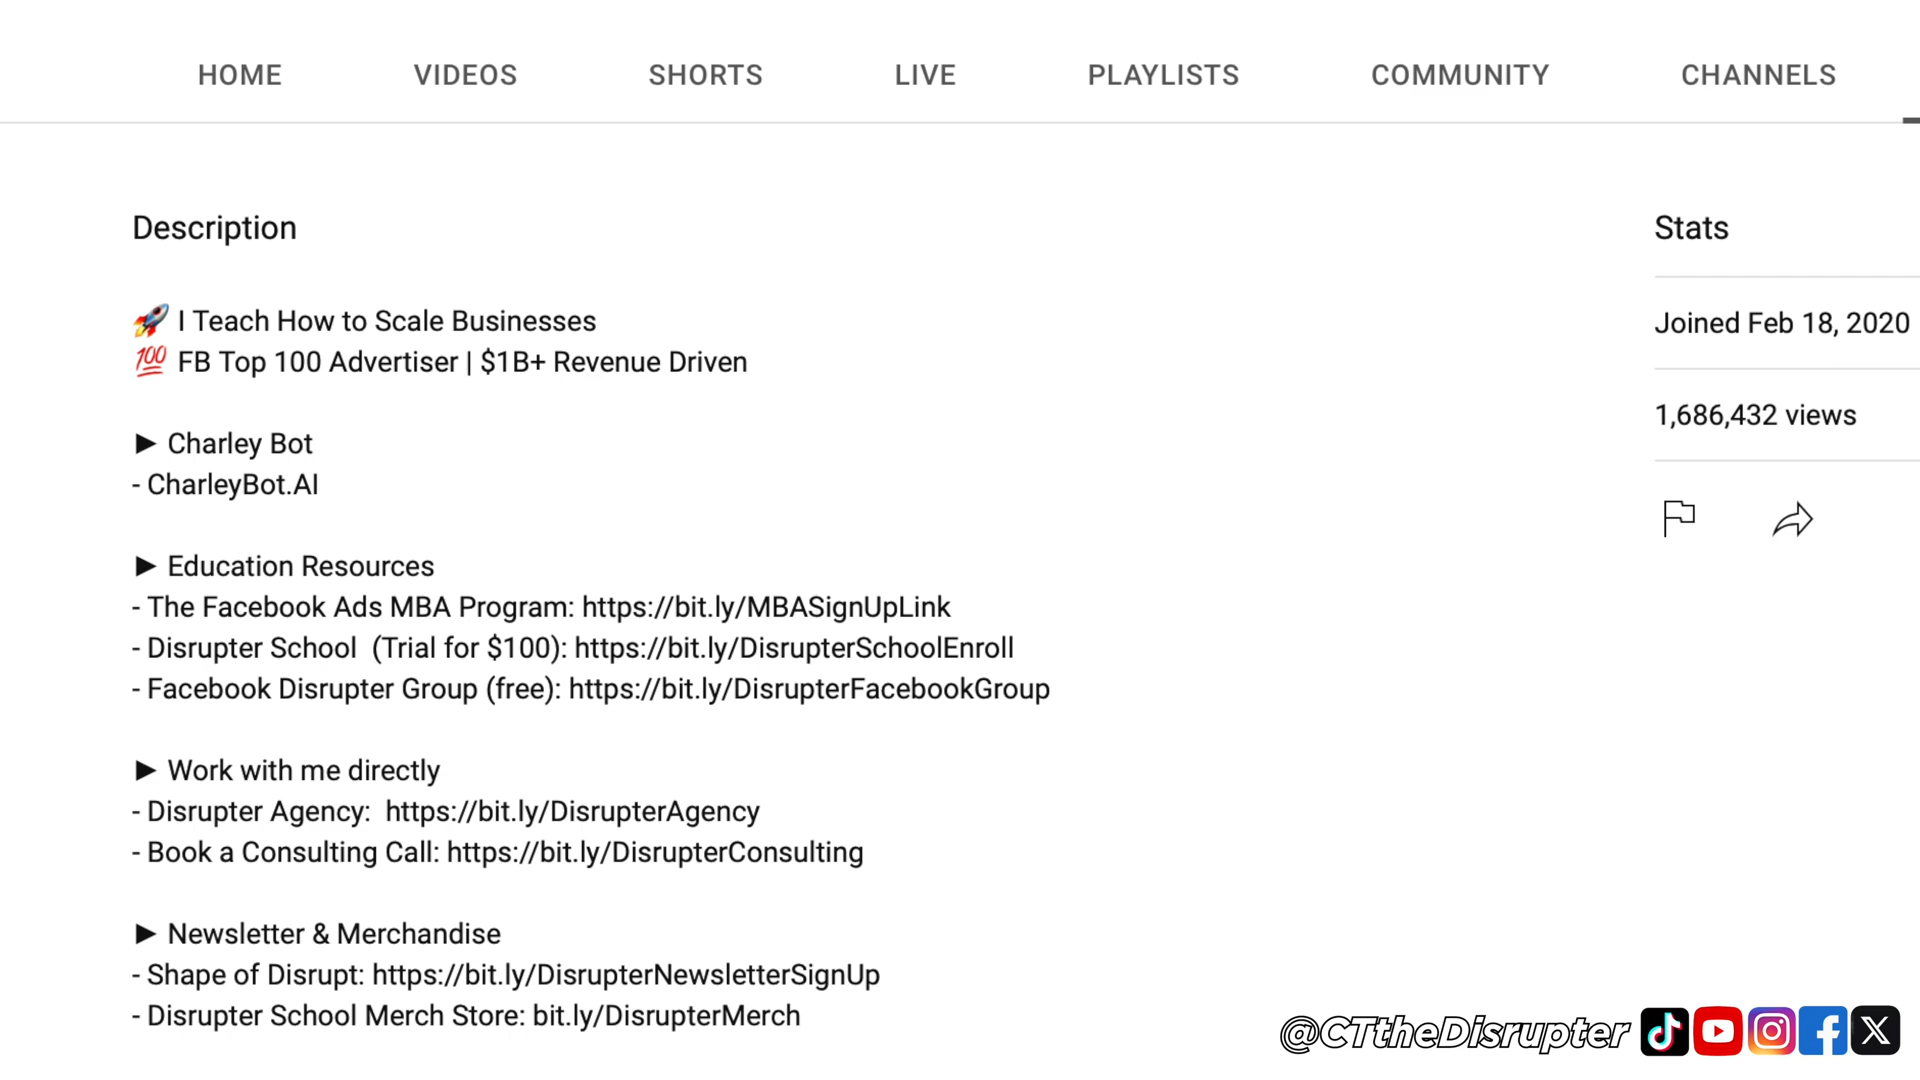 HOME VIDEOS SHORTS LIVE PLAYLISTS COMMUNITY CHANNELS
Description
🚀 I Teach How to Scale Businesses
💯 FB Top 100 Advertiser | $1B+ Revenue Driven
► Charley Bot
- CharleyBot.AI
► Education Resources
- The Facebook Ads MBA Program: https://bit.ly/MBASignUpLink
- Disrupter School  (Trial for $100): https://bit.ly/DisrupterSchoolEnroll
- Facebook Disrupter Group (free): https://bit.ly/DisrupterFacebookGroup
► Work with me directly
- Disrupter Agency:  https://bit.ly/DisrupterAgency
- Book a Consulting Call: https://bit.ly/DisrupterConsulting
► Newsletter & Merchandise
- Shape of Disrupt: https://bit.ly/DisrupterNewsletterSignUp
- Disrupter School Merch Store: bit.ly/DisrupterMerch
Stats
Joined Feb 18, 2020
1,686,432 views
@CTtheDisrupter